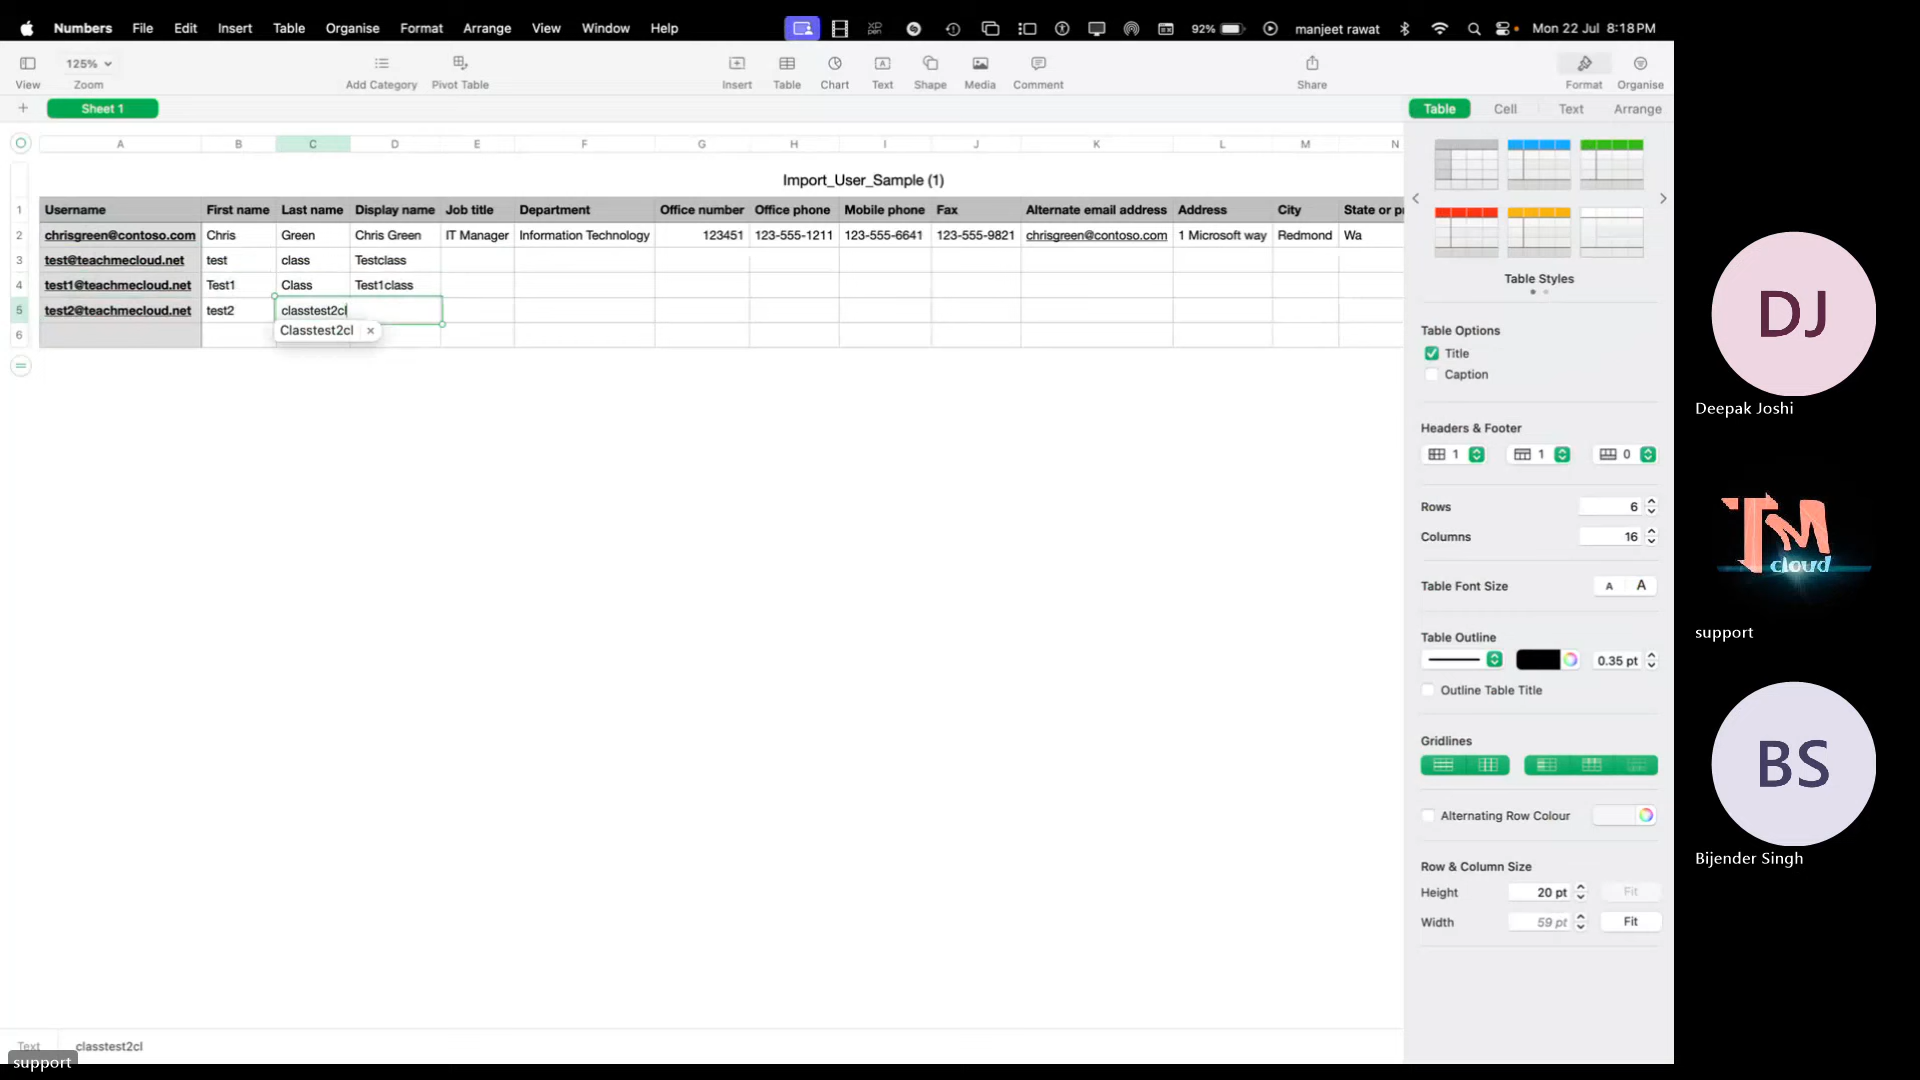 Numbers File Edit Insert Table Organise Format Arrange View Window Help XP pen 92% manjeet rawat Mon 22 Jul 8:18 PM
125%
View Zoom Add Category Pivot Table Insert Table Chart Text Shape Media Comment Share Format Organise
Sheet 1 Table Cell Text Arrange
A B C D E F G H I J K L M N
Import_User_Sample (1)
1 Username First name Last name Display name Job title Department Office number Office phone Mobile phone Fax Alternate email address Address City State or pr
2 chrisgreen@contoso.com Chris Green Chris Green IT Manager Information Technology 123451 123-555-1211 123-555-6641 123-555-9821 chrisgreen@contoso.com 1 Microsoft way Redmond Wa
3 test@teachmecloud.net test class Testclass
4 test1@teachmecloud.net Test1 Class Test1class
5 test2@teachmecloud.net test2 classtest2cl
Classtest2cl ×
6
Table Styles
Table Options
Title
Caption
Headers & Footer
1 1 0
Rows 6
Columns 16
Table Font Size A A
Table Outline
0.35 pt
Outline Table Title
Gridlines
Alternating Row Colour
Row & Column Size
Height 20 pt Fit
Width 59 pt Fit
Text classtest2cl
support
DJ
Deepak Joshi
TM
cloud
support
BS
Bijender Singh